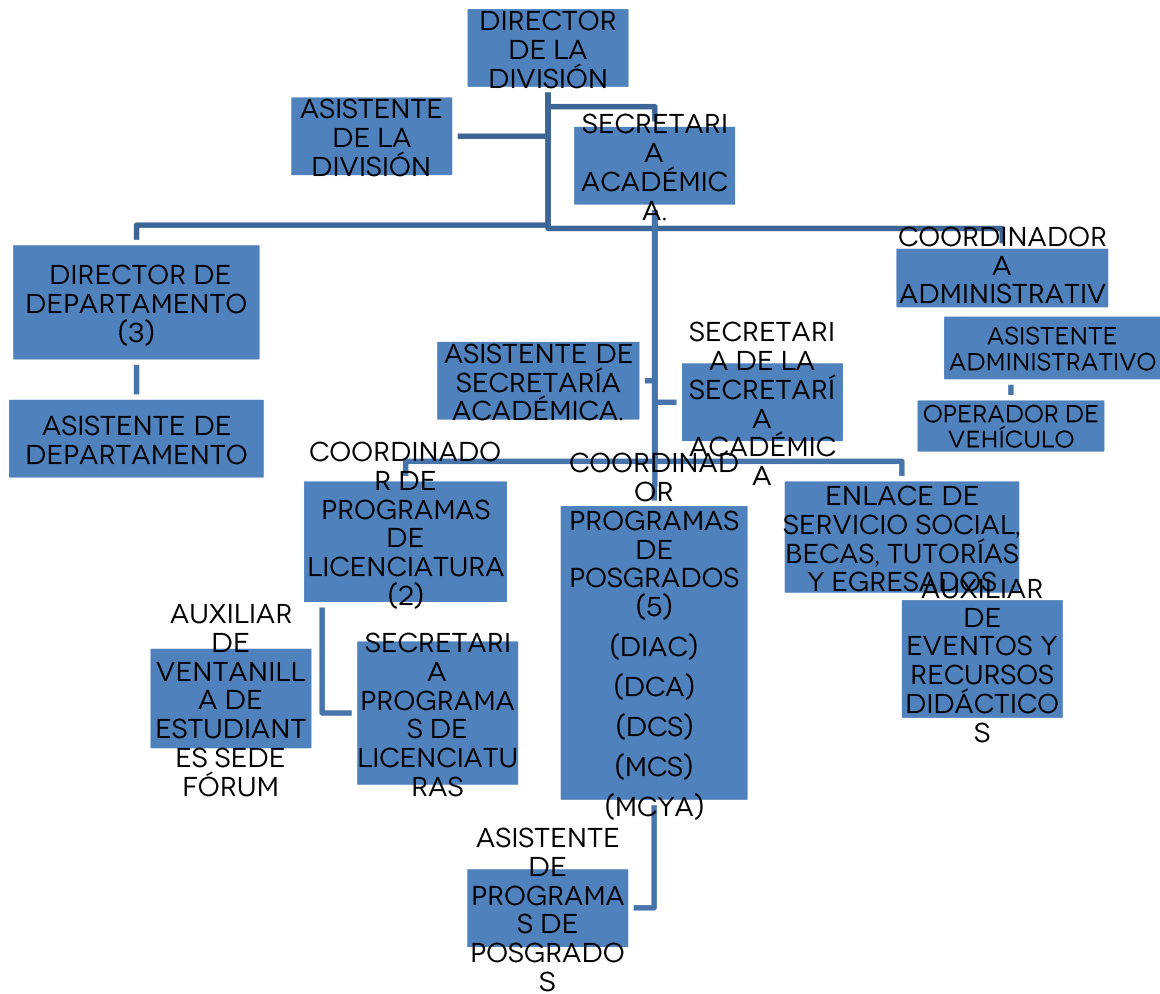 DIRECTOR
DE LA
DIVISIÓN
ASISTENTE
DE LA
DIVISIÓN
SECRETARI
A
ACADÉMIC
A.
DIRECTOR DE
DEPARTAMENTO
(3)
ASISTENTE DE
DEPARTAMENTO
COORDINADOR
A
ADMINISTRATIV
ASISTENTE
ADMINISTRATIVO
OPERADOR DE
VEHÍCULO
ASISTENTE DE
SECRETARÍA
ACADÉMICA.
SECRETARI
A DE LA
SECRETARÍ
A
ACADÉMIC
A
COORDINADO
R DE
PROGRAMAS
DE
LICENCIATURA
(2)
AUXILIAR
DE
VENTANILL
A DE
ESTUDIANT
ES SEDE
FÓRUM
SECRETARI
A
PROGRAMA
S DE
LICENCIATU
RAS
COORDINAD
OR
PROGRAMAS
DE
POSGRADOS
(5)
(DIAC)
(DCA)
(DCS)
(MCS)
(MCYA)
ASISTENTE
DE
PROGRAMA
S DE
POSGRADO
S
ENLACE DE
SERVICIO SOCIAL,
BECAS, TUTORÍAS
Y EGRESADOS
AUXILIAR
DE
EVENTOS Y
RECURSOS
DIDÁCTICO
S